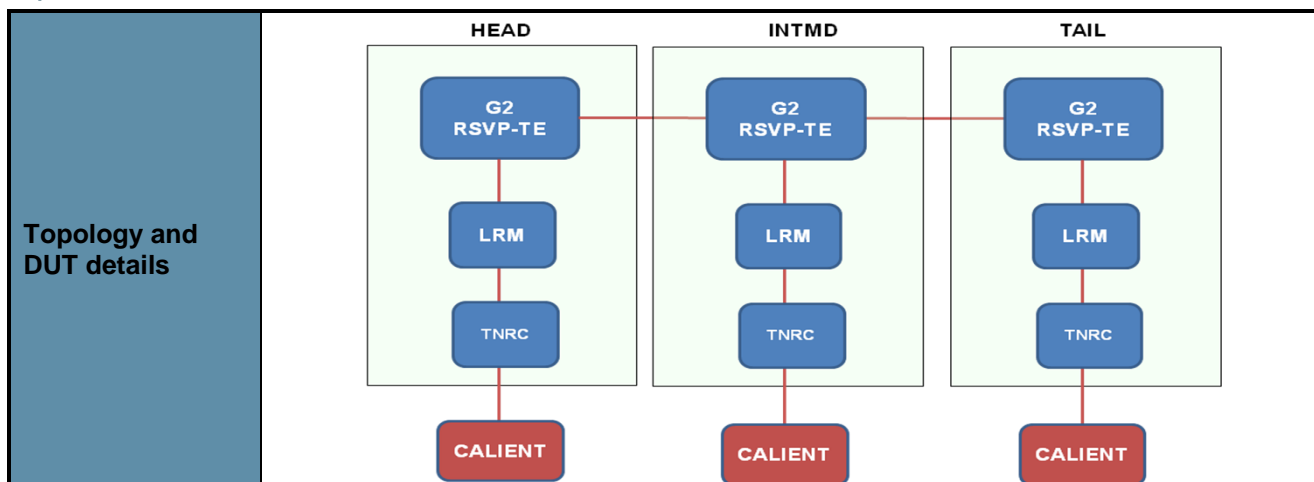 Topology and
DUT details
HEAD
INTMD
TAIL
G2
RSVP-TE
G2
RSVP-TE
G2
RSVP-TE
LRM
LRM
LRM
TNRC
TNRC
TNRC
CALIENT
CALIENT
CALIENT